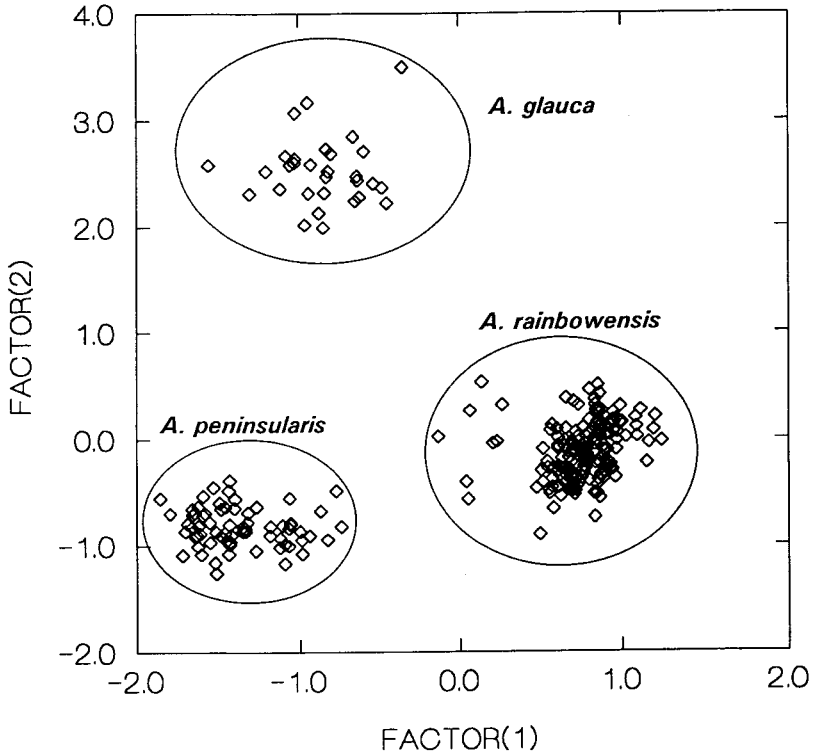 4.0
A. glauca
3.0
2.0
FACTOR(2)
A. rainbowensis
1.0
A. peninsularis
0.0
−1.0
−2.0
−2.0 −1.0 0.0 1.0 2.0
FACTOR(1)